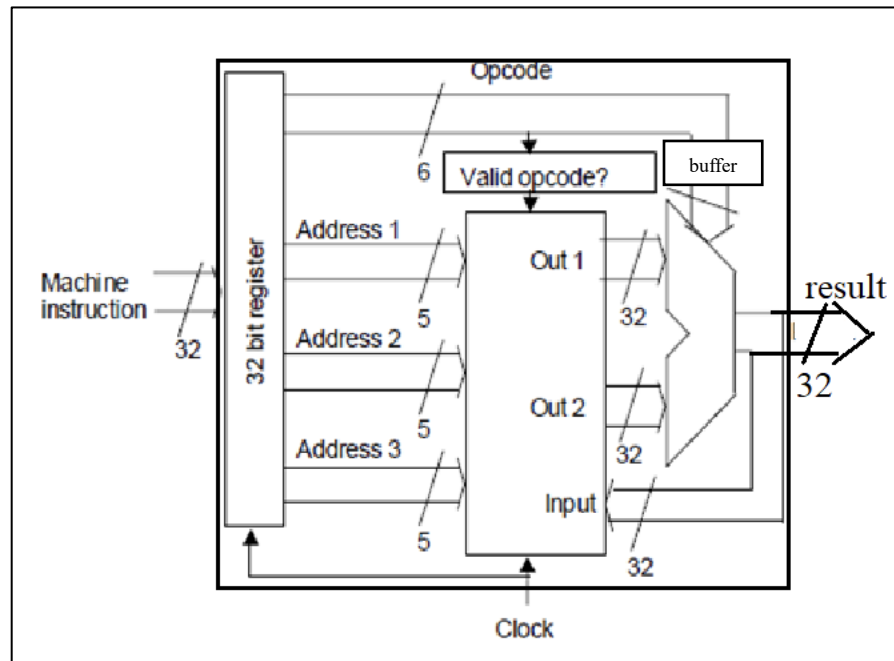 Opcode
6
Valid opcode?
buffer
Machine
instruction
32
32 bit register
Address 1
5
Address 2
5
Address 3
5
Out 1
32
Out 2
32
Input
32
result
32
Clock